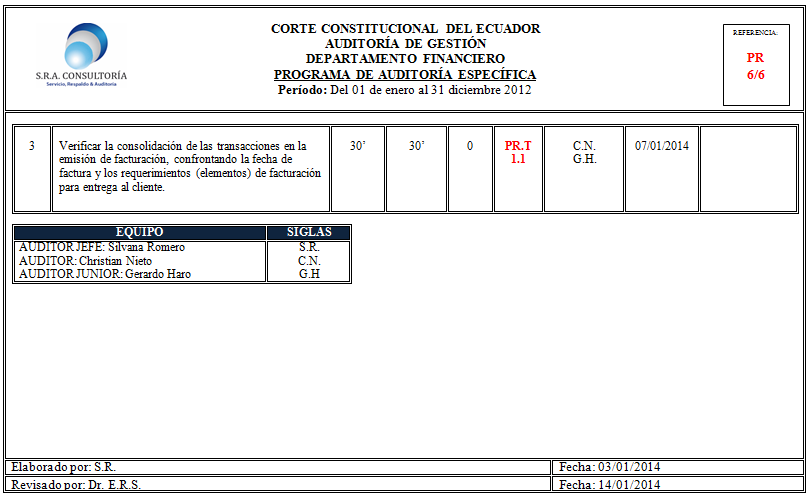 S.R.A. CONSULTORÍA
Servicio, Respaldo & Auditoria
CORTE CONSTITUCIONAL DEL ECUADOR
AUDITORÍA DE GESTIÓN
DEPARTAMENTO FINANCIERO
PROGRAMA DE AUDITORÍA ESPECÍFICA
Período: Del 01 de enero al 31 diciembre 2012
REFERENCIA:
PR
6/6
3 Verificar la consolidación de las transacciones en la 30’ 30’ 0 PR.T C.N. 07/01/2014
emisión de facturación, confrontando la fecha de 1.1 G.H.
factura y los requerimientos (elementos) de facturación
para entrega al cliente.
EQUIPO SIGLAS
AUDITOR JEFE: Silvana Romero S.R.
AUDITOR: Christian Nieto C.N.
AUDITOR JUNIOR: Gerardo Haro G.H
Elaborado por: S.R. Fecha: 03/01/2014
Revisado por: Dr. E.R.S. Fecha: 14/01/2014